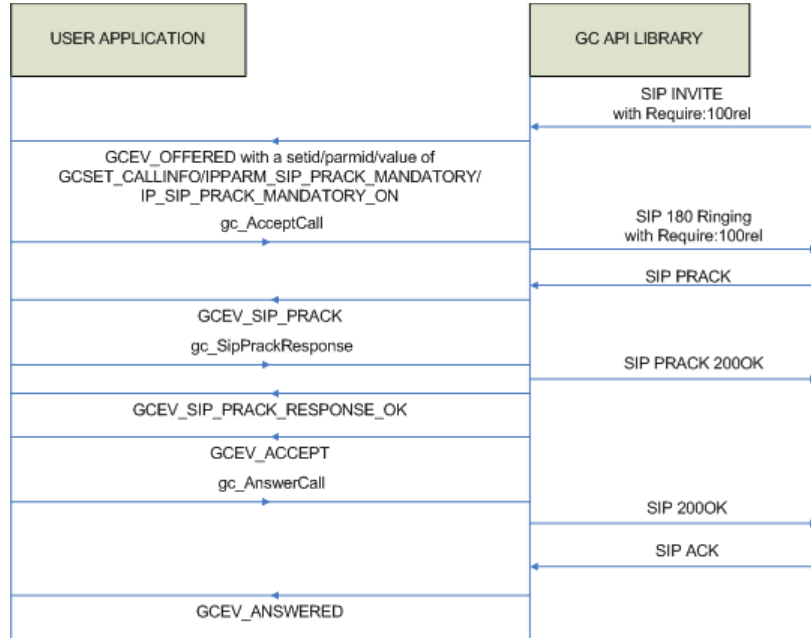 USER APPLICATION
GC API LIBRARY
SIP INVITE
with Require:100rel
GCEV_OFFERED with a setid/parmid/value of
GCSET_CALLINFO/IPPARM_SIP_PRACK_MANDATORY/
IP_SIP_PRACK_MANDATORY_ON
gc_AcceptCall
SIP 180 Ringing
with Require:100rel
SIP PRACK
GCEV_SIP_PRACK
gc_SipPrackResponse
SIP PRACK 200OK
GCEV_SIP_PRACK_RESPONSE_OK
GCEV_ACCEPT
gc_AnswerCall
SIP 200OK
SIP ACK
GCEV_ANSWERED